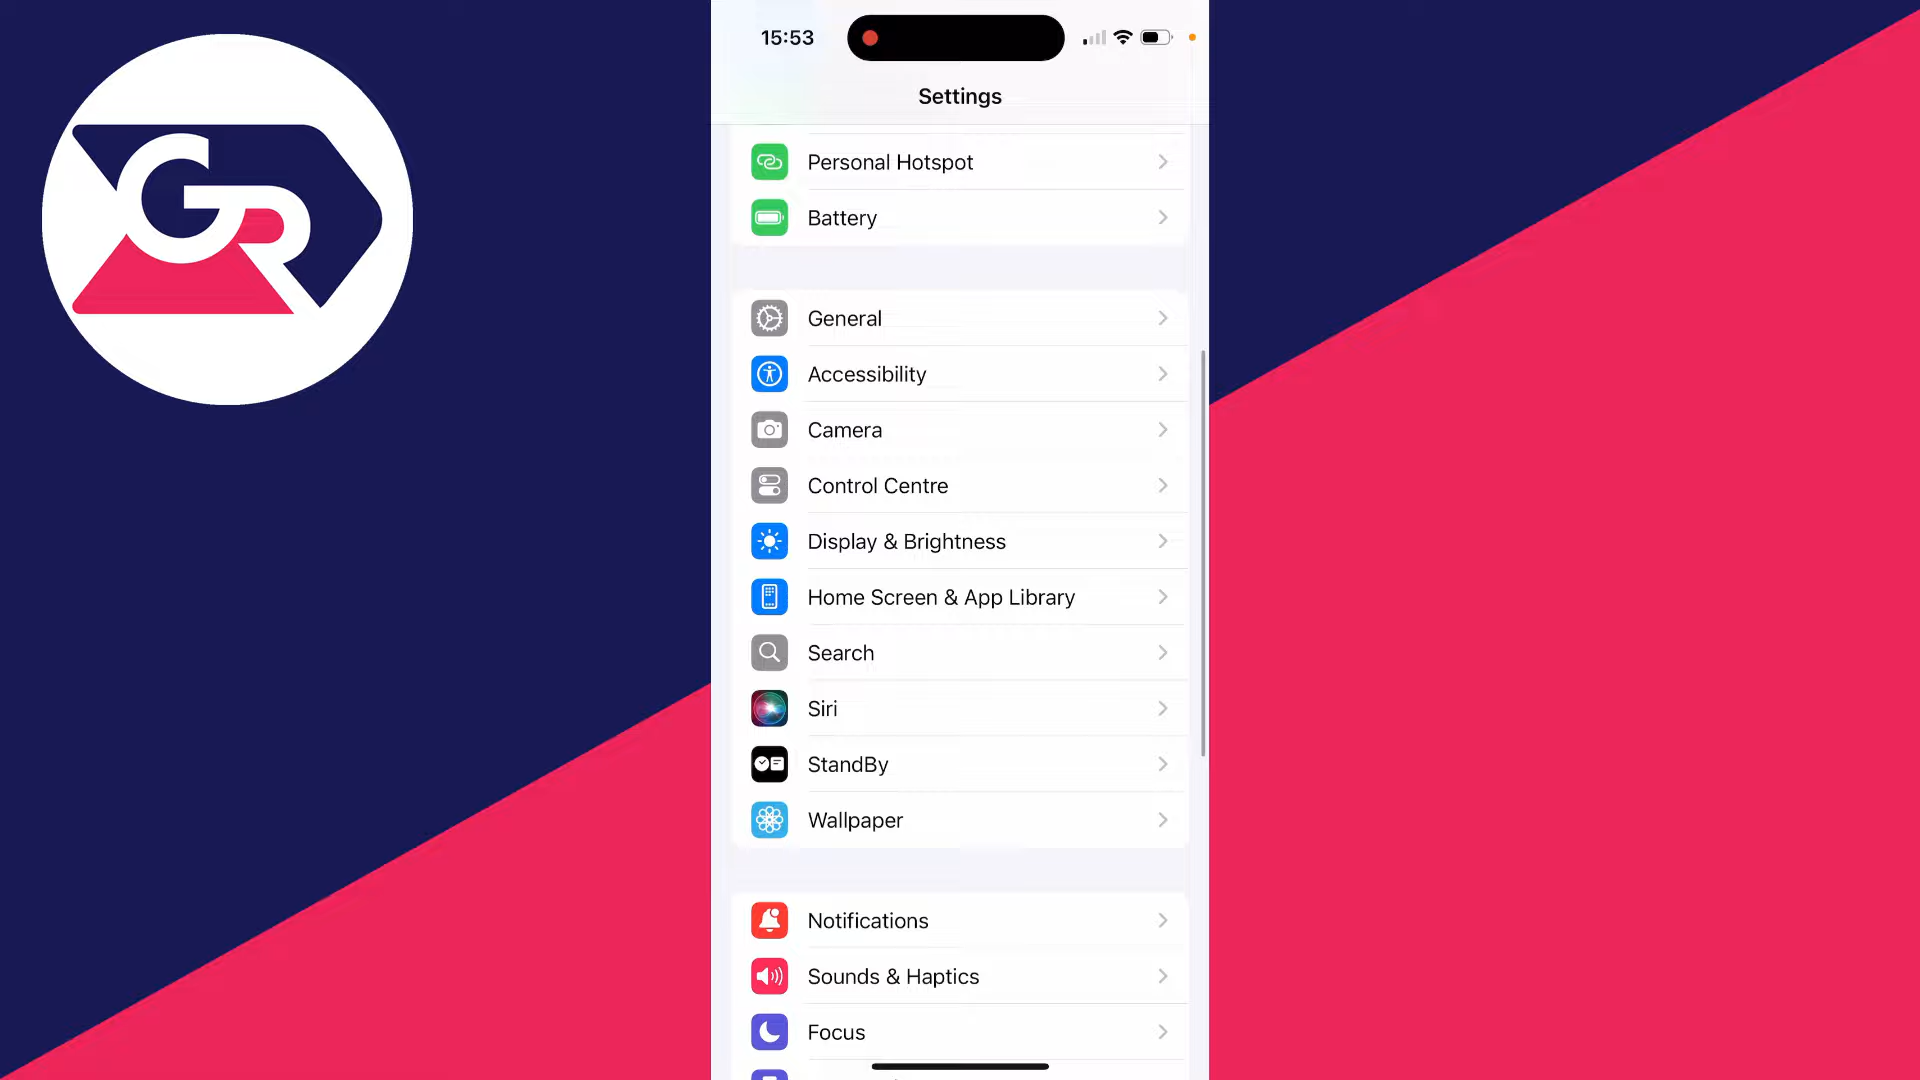 GR
15:53
Settings
Personal Hotspot
Battery
General
Accessibility
Camera
Control Centre
Display & Brightness
Home Screen & App Library
Search
Siri
StandBy
Wallpaper
Notifications
Sounds & Haptics
Focus